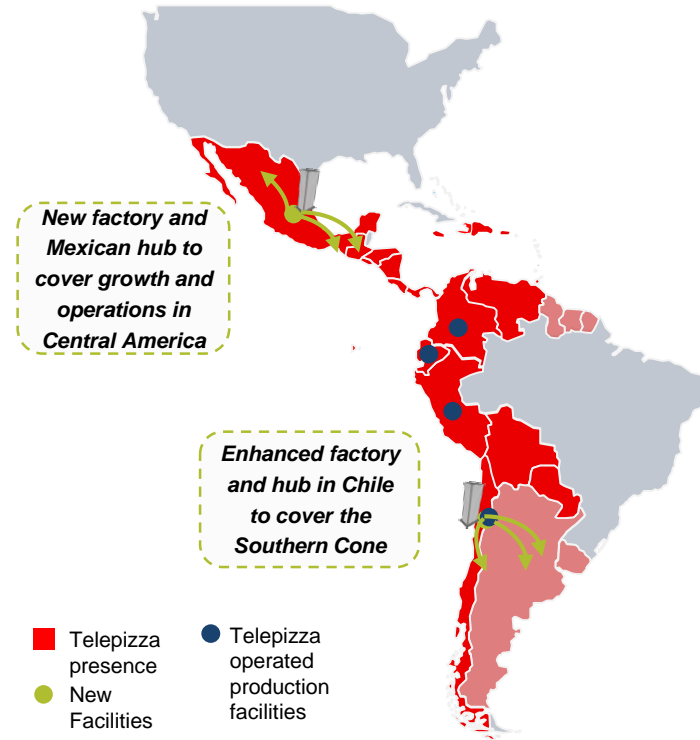 New factory and
Mexican hub to
cover growth and
operations in
Central America
Enhanced factory
and hub in Chile
to cover the
Southern Cone
Telepizza
presence
New
Facilities
Telepizza
operated
production
facilities